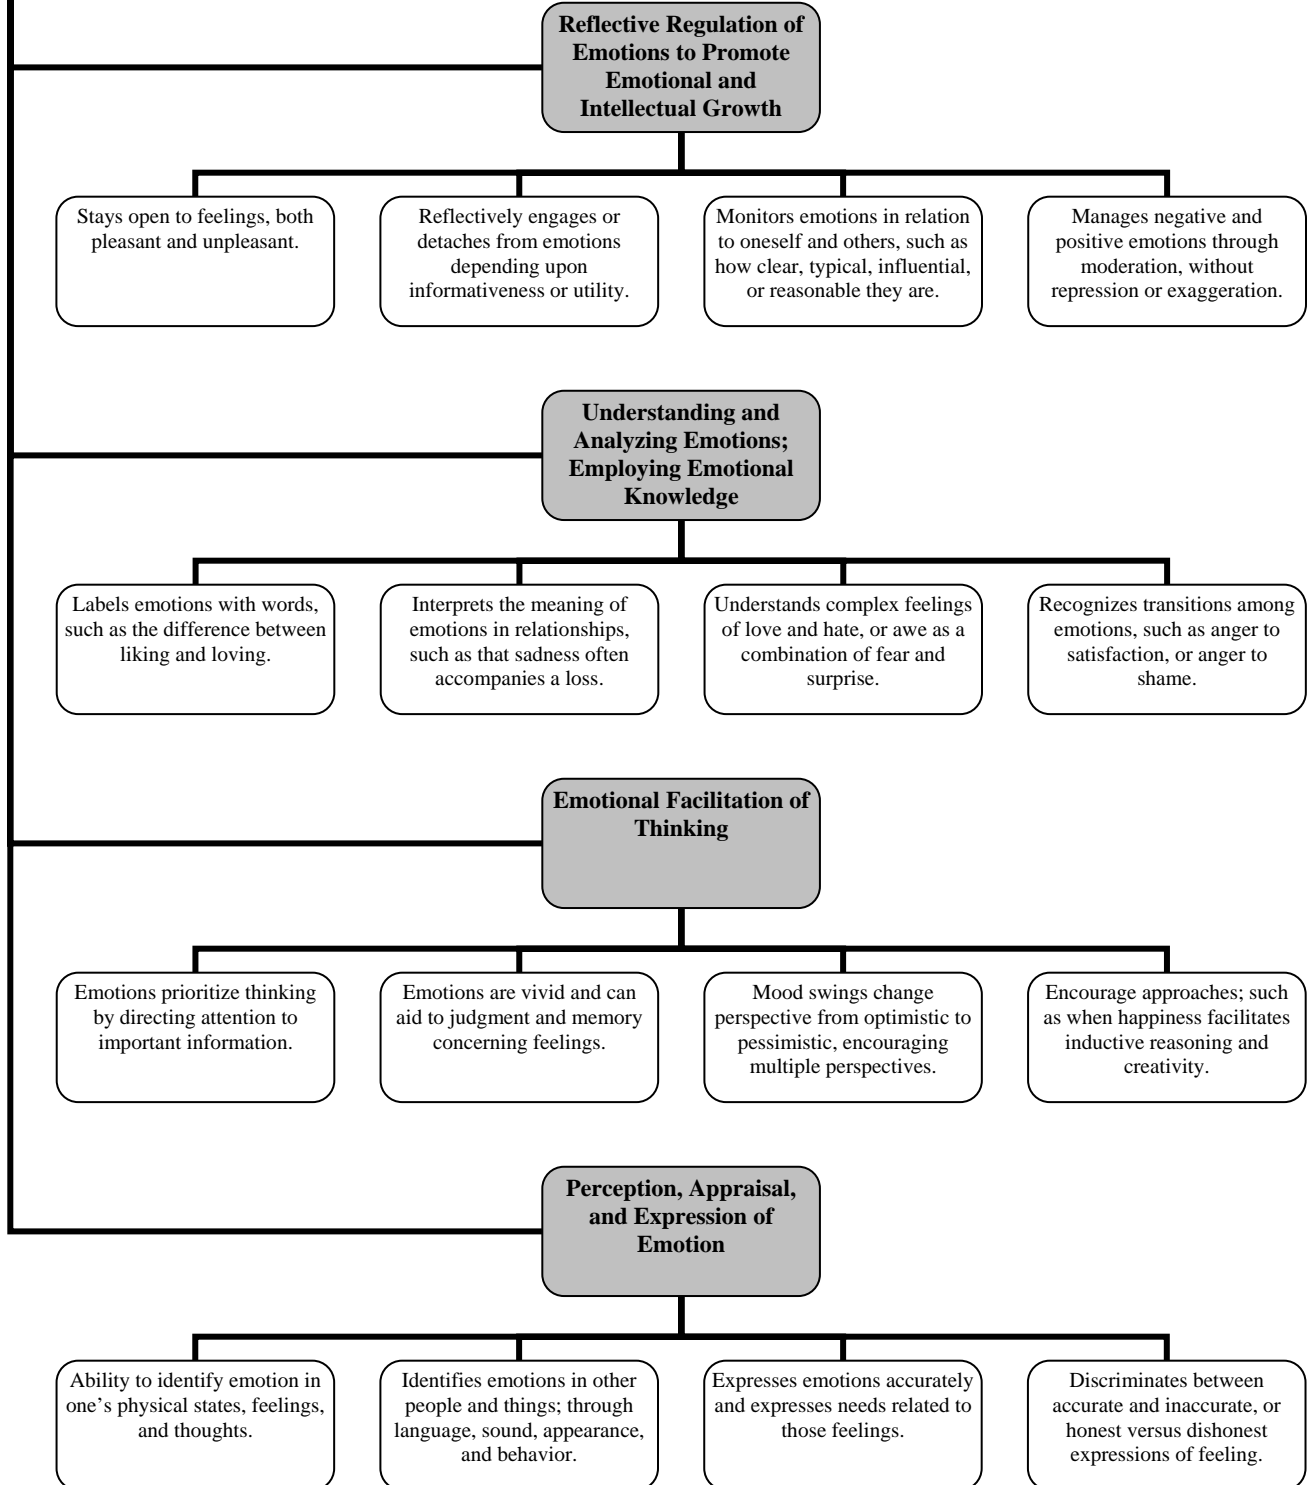 Reflective Regulation of
Emotions to Promote
Emotional and
Intellectual Growth
Stays open to feelings, both
pleasant and unpleasant.
Reflectively engages or
detaches from emotions
depending upon
informativeness or utility.
Monitors emotions in relation
to oneself and others, such as
how clear, typical, influential,
or reasonable they are.
Manages negative and
positive emotions through
moderation, without
repression or exaggeration.
Understanding and
Analyzing Emotions;
Employing Emotional
Knowledge
Labels emotions with words,
such as the difference between
liking and loving.
Interprets the meaning of
emotions in relationships,
such as that sadness often
accompanies a loss.
Understands complex feelings
of love and hate, or awe as a
combination of fear and
surprise.
Recognizes transitions among
emotions, such as anger to
satisfaction, or anger to
shame.
Emotional Facilitation of
Thinking
Emotions prioritize thinking
by directing attention to
important information.
Emotions are vivid and can
aid to judgment and memory
concerning feelings.
Mood swings change
perspective from optimistic to
pessimistic, encouraging
multiple perspectives.
Encourage approaches; such
as when happiness facilitates
inductive reasoning and
creativity.
Perception, Appraisal,
and Expression of
Emotion
Ability to identify emotion in
one’s physical states, feelings,
and thoughts.
Identifies emotions in other
people and things; through
language, sound, appearance,
and behavior.
Expresses emotions accurately
and expresses needs related to
those feelings.
Discriminates between
accurate and inaccurate, or
honest versus dishonest
expressions of feeling.